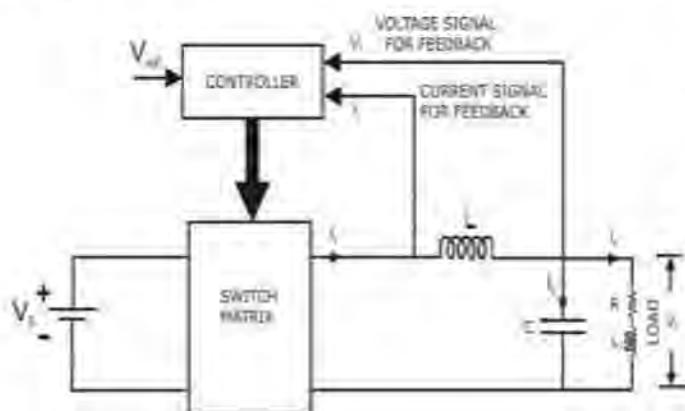 VOLTAGE SIGNAL
FOR FEEDBACK
V
CONTROLLER
CURRENT SIGNAL
FOR FEEDBACK
L
SWITCH
MATRIX
+
V
-
C
LOAD